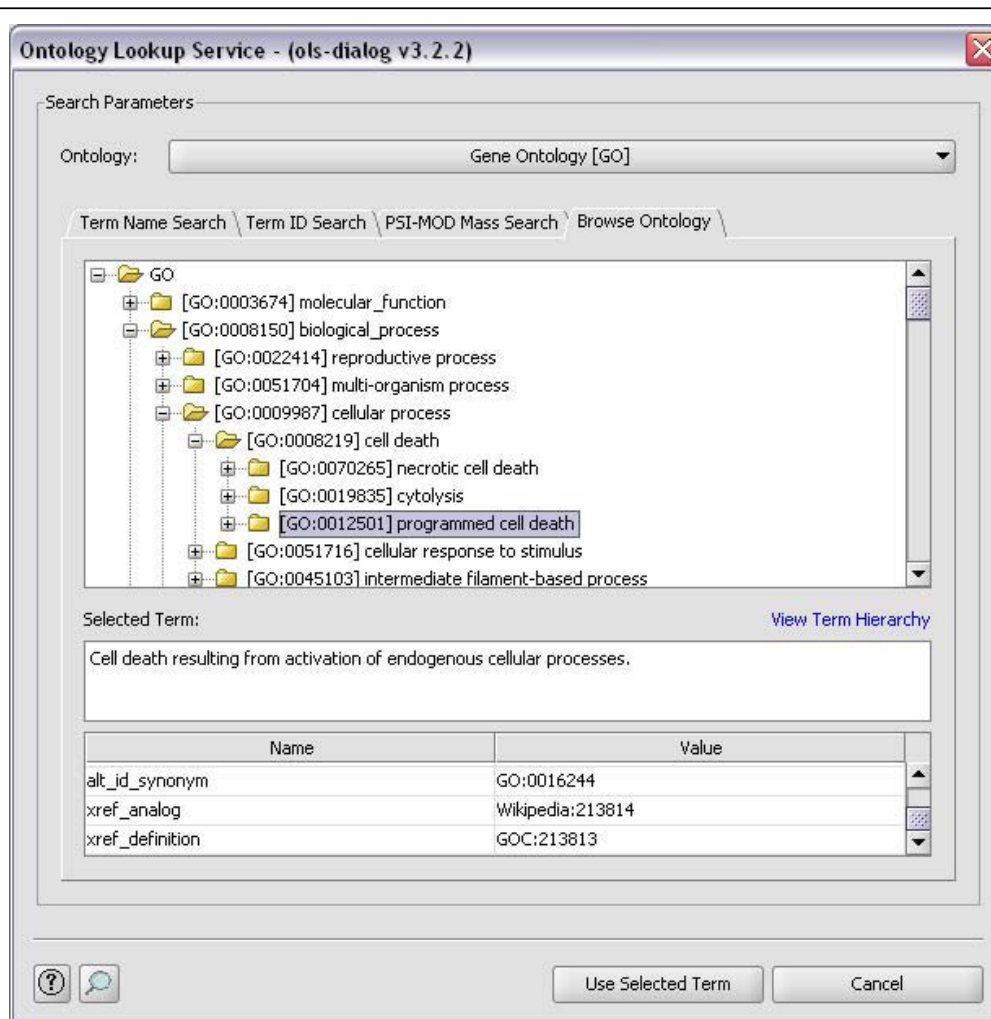 Ontology Lookup Service - (ols-dialog v3.2.2)
Search Parameters
Ontology: Gene Ontology [GO]
Term Name Search Term ID Search PSI-MOD Mass Search Browse Ontology
GO
[GO:0003674] molecular_function
[GO:0008150] biological_process
[GO:0022414] reproductive process
[GO:0051704] multi-organism process
[GO:0009987] cellular process
[GO:0008219] cell death
[GO:0070265] necrotic cell death
[GO:0019835] cytolysis
[GO:0012501] programmed cell death
[GO:0051716] cellular response to stimulus
[GO:0045103] intermediate filament-based process
Selected Term: View Term Hierarchy
Cell death resulting from activation of endogenous cellular processes.
Name Value
alt_id_synonym GO:0016244
xref_analog Wikipedia:213814
xref_definition GOC:213813
? Use Selected Term Cancel